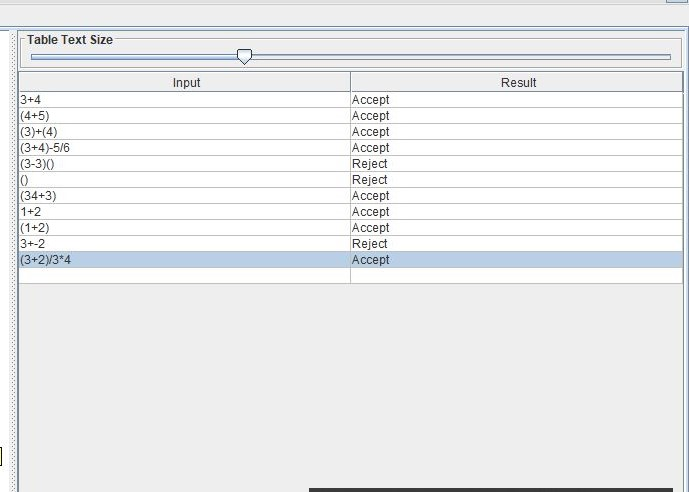 Table Text Size
Input Result
3+4 Accept
(4+5) Accept
(3)+(4) Accept
(3+4)-5/6 Accept
(3-3)() Reject
() Reject
(34+3) Accept
1+2 Accept
(1+2) Accept
3+-2 Reject
(3+2)/3*4 Accept